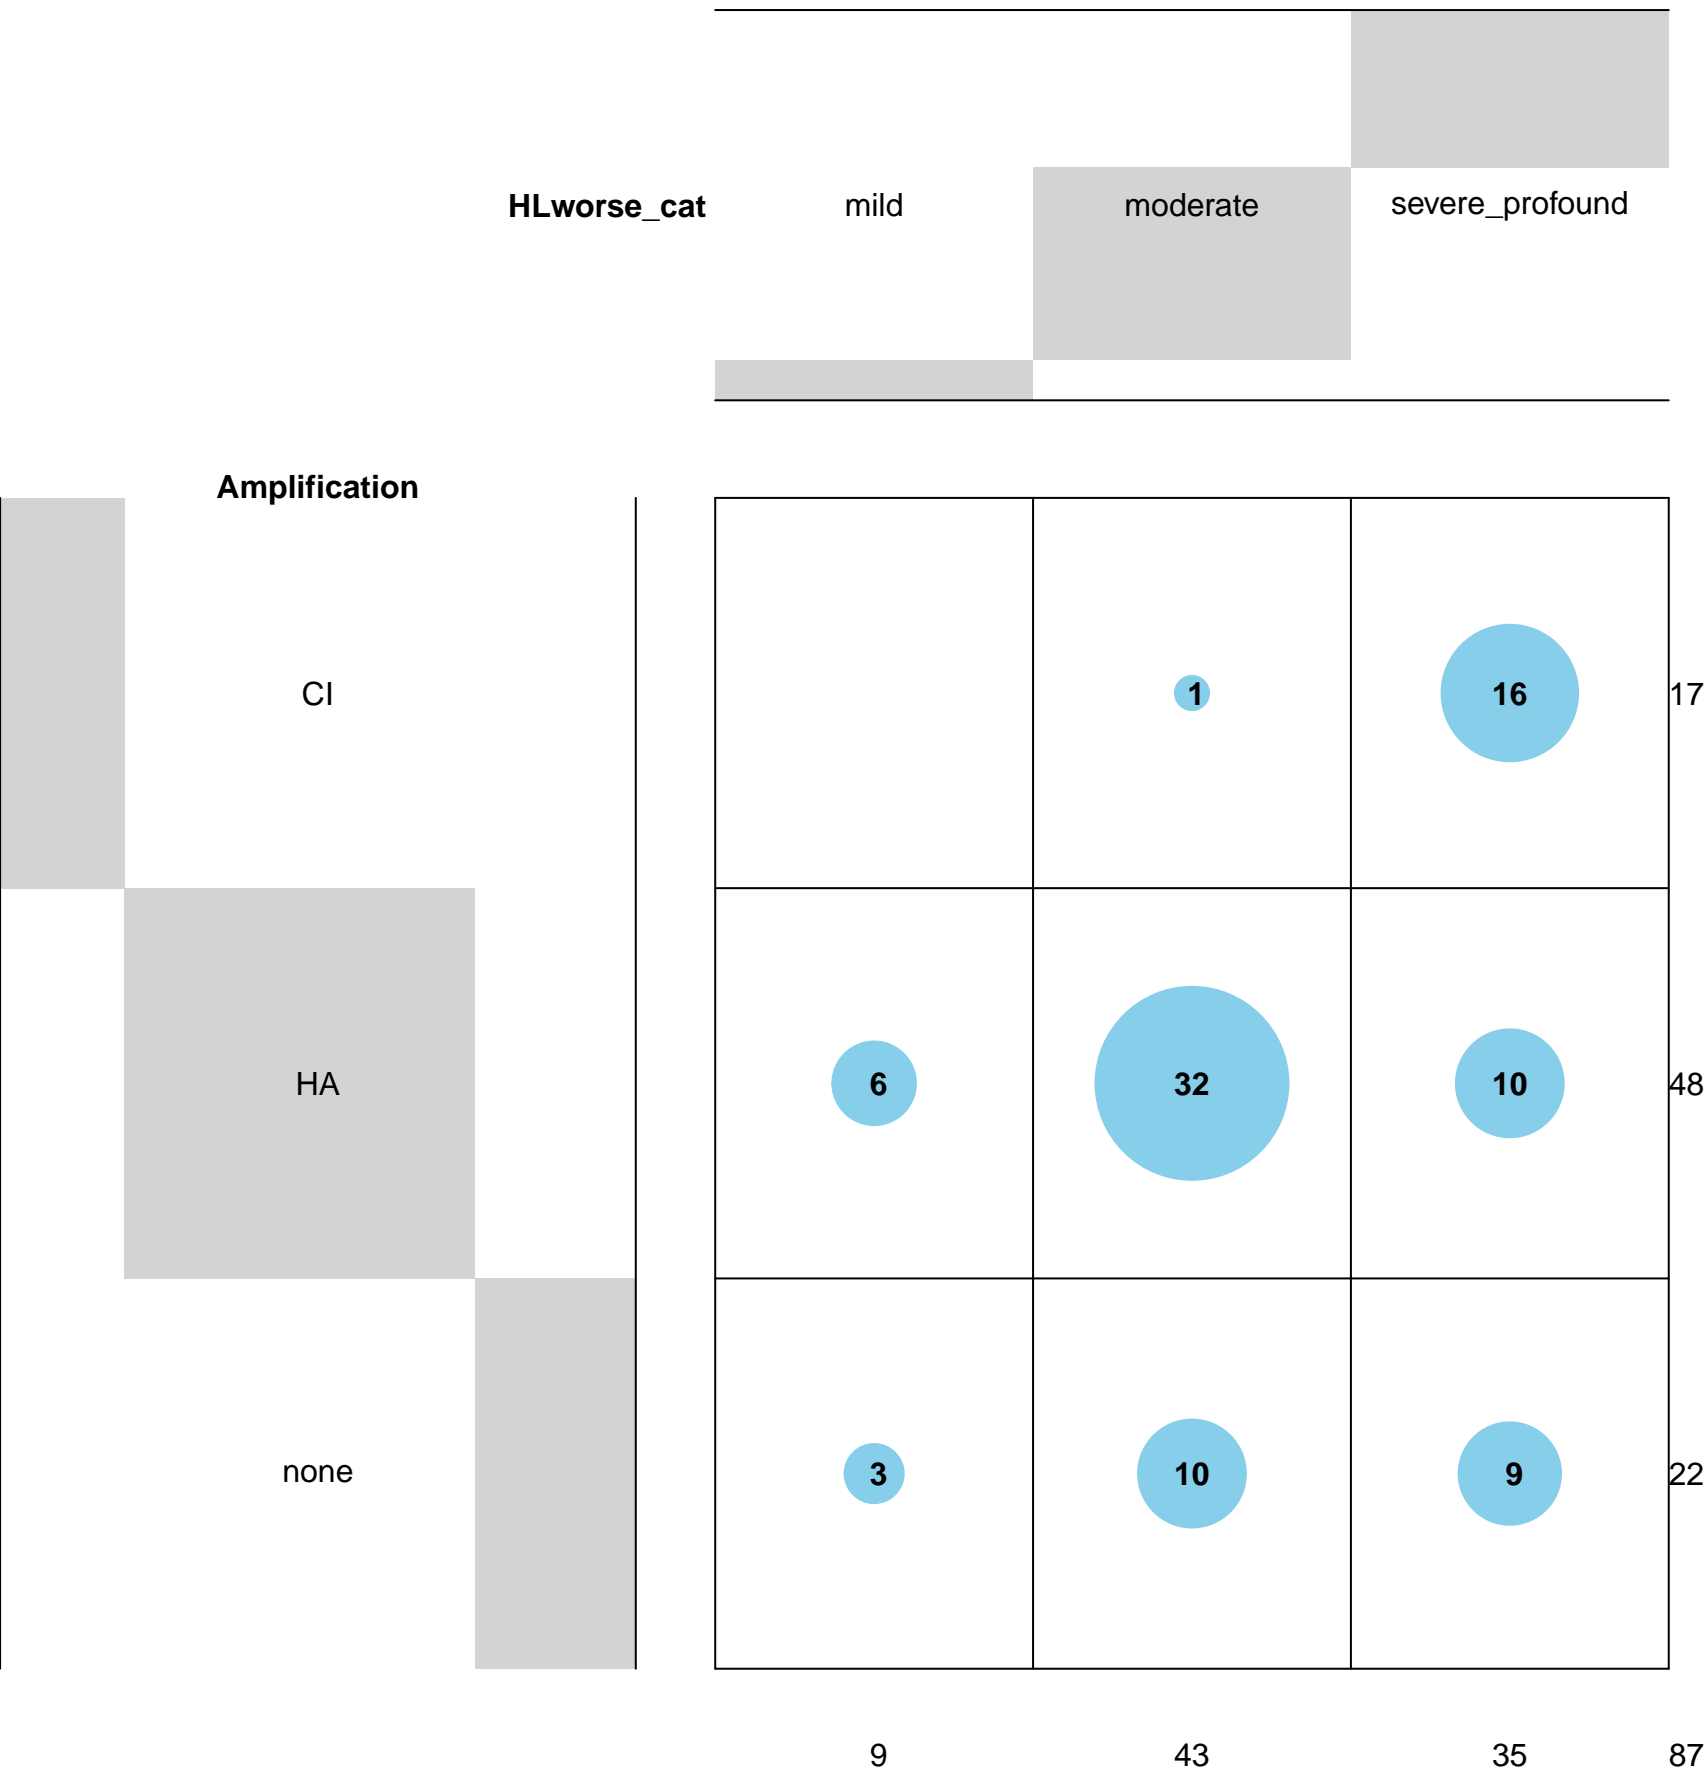 HLworse_cat mild moderate severe_profound
Amplification
CI 1 16 17
HA 6 32 10 48
none 3 10 9 22
9 43 35 87